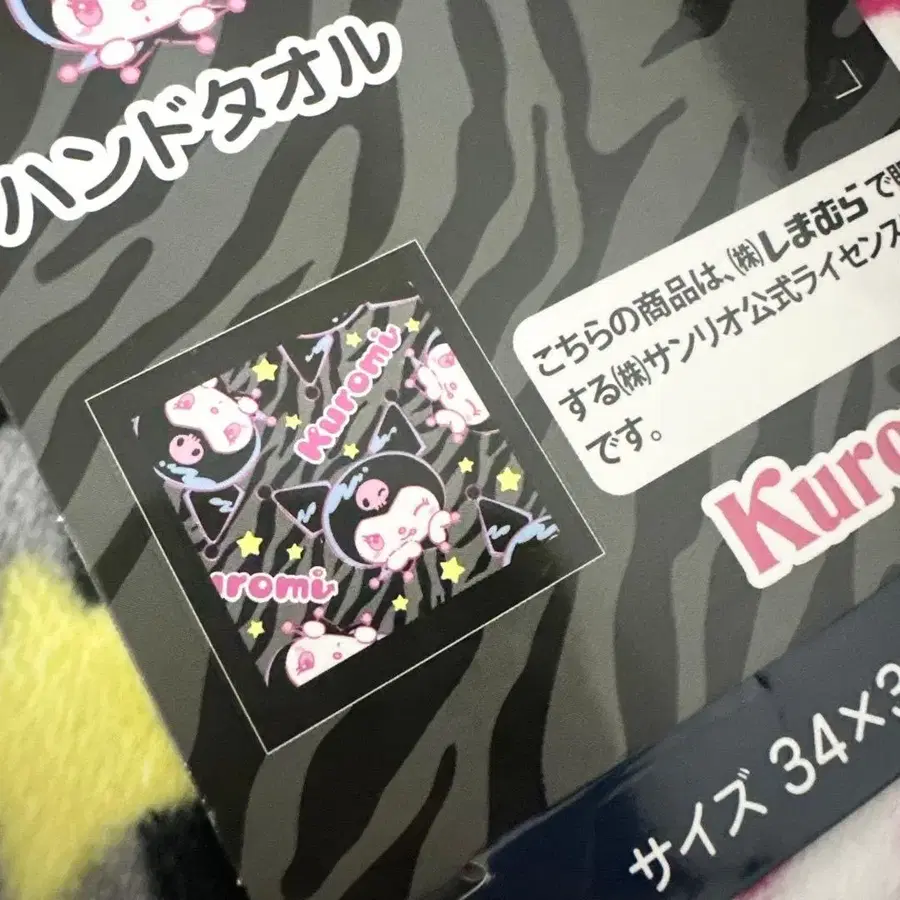 ハンドタオル
Kuromi
uromi
こちらの商品は、㈱しまむらで
する㈱サンリオ公式ライセンス
です。
Kuro
サイズ 34×3